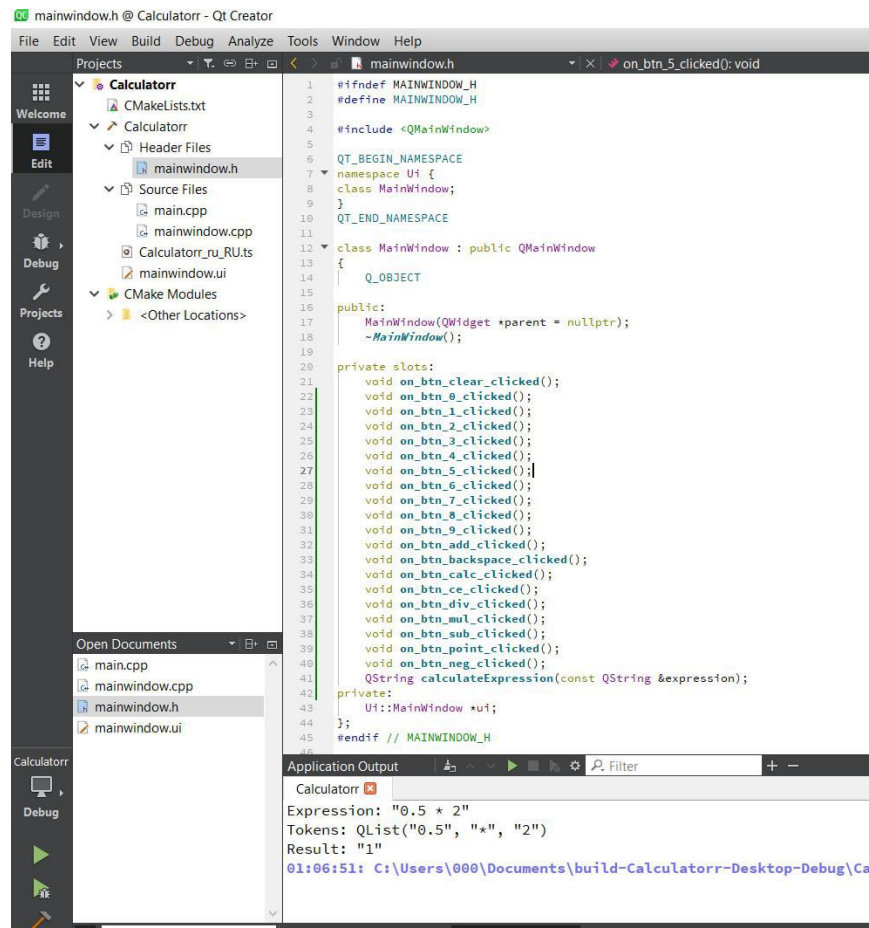 mainwindow.h @ Calculatorr - Qt Creator
File Edit View Build Debug Analyze Tools Window Help
Projects
mainwindow.h
on_btn_5_clicked(): void
Welcome
Edit
Design
Debug
Projects
Help
Calculatorr
CMakeLists.txt
Calculatorr
Header Files
mainwindow.h
Source Files
main.cpp
mainwindow.cpp
Calculatorr_ru_RU.ts
mainwindow.ui
CMake Modules
<Other Locations>
Open Documents
main.cpp
mainwindow.cpp
mainwindow.h
mainwindow.ui
Calculatorr
Debug
1 #ifndef MAINWINDOW_H
2 #define MAINWINDOW_H
3
4 #include <QMainWindow>
5
6 QT_BEGIN_NAMESPACE
7 namespace Ui {
8 class MainWindow;
9 }
10 QT_END_NAMESPACE
11
12 class MainWindow : public QMainWindow
13 {
14 Q_OBJECT
15
16 public:
17 MainWindow(QWidget *parent = nullptr);
18 ~MainWindow();
19
20 private slots:
21 void on_btn_clear_clicked();
22 void on_btn_0_clicked();
23 void on_btn_1_clicked();
24 void on_btn_2_clicked();
25 void on_btn_3_clicked();
26 void on_btn_4_clicked();
27 void on_btn_5_clicked();
28 void on_btn_6_clicked();
29 void on_btn_7_clicked();
30 void on_btn_8_clicked();
31 void on_btn_9_clicked();
32 void on_btn_add_clicked();
33 void on_btn_backspace_clicked();
34 void on_btn_calc_clicked();
35 void on_btn_ce_clicked();
36 void on_btn_div_clicked();
37 void on_btn_mul_clicked();
38 void on_btn_sub_clicked();
39 void on_btn_point_clicked();
40 void on_btn_neg_clicked();
41 QString calculateExpression(const QString &expression);
42 private:
43 Ui::MainWindow *ui;
44 };
45 #endif // MAINWINDOW_H
46
Application Output
Filter
Calculatorr
Expression: "0.5 * 2"
Tokens: QList("0.5", "*", "2")
Result: "1"
01:06:51: C:\Users\000\Documents\build-Calculatorr-Desktop-Debug\Ca